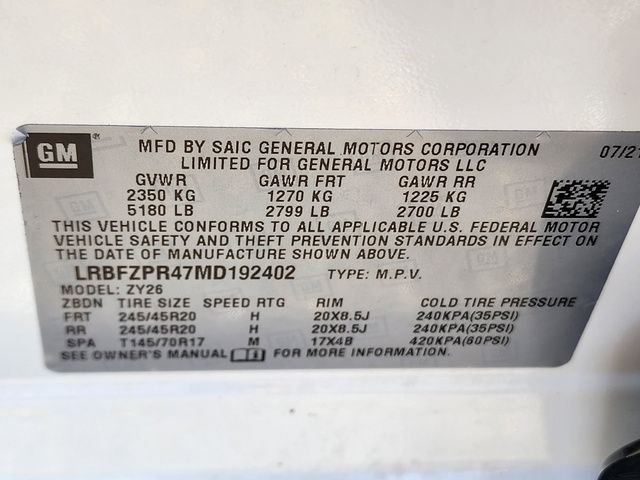 GM ® MFD BY SAIC GENERAL MOTORS CORPORATION 07/21
LIMITED FOR GENERAL MOTORS LLC
GVWR GAWR FRT GAWR RR
2350 KG 1270 KG 1225 KG
5180 LB 2799 LB 2700 LB
THIS VEHICLE CONFORMS TO ALL APPLICABLE U.S. FEDERAL MOTOR
VEHICLE SAFETY AND THEFT PREVENTION STANDARDS IN EFFECT ON
THE DATE OF MANUFACTURE SHOWN ABOVE.
LRBFZPR47MD192402 TYPE: M.P.V.
MODEL: ZY26
ZBDN TIRE SIZE SPEED RTG RIM COLD TIRE PRESSURE
FRT 245/45R20 H 20X8.5J 240KPA(35PSI)
RR 245/45R20 H 20X8.5J 240KPA(35PSI)
SPA T145/70R17 M 17X4B 420KPA(60PSI)
SEE OWNER'S MANUAL FOR MORE INFORMATION